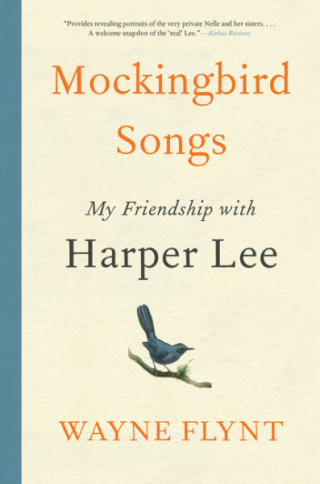 "Provides revealing portraits of the very private Nelle and her sisters. . . .
A welcome snapshot of the 'real' Lee."—Kirkus Reviews
Mockingbird
Songs
My Friendship with
Harper Lee
WAYNE FLYNT